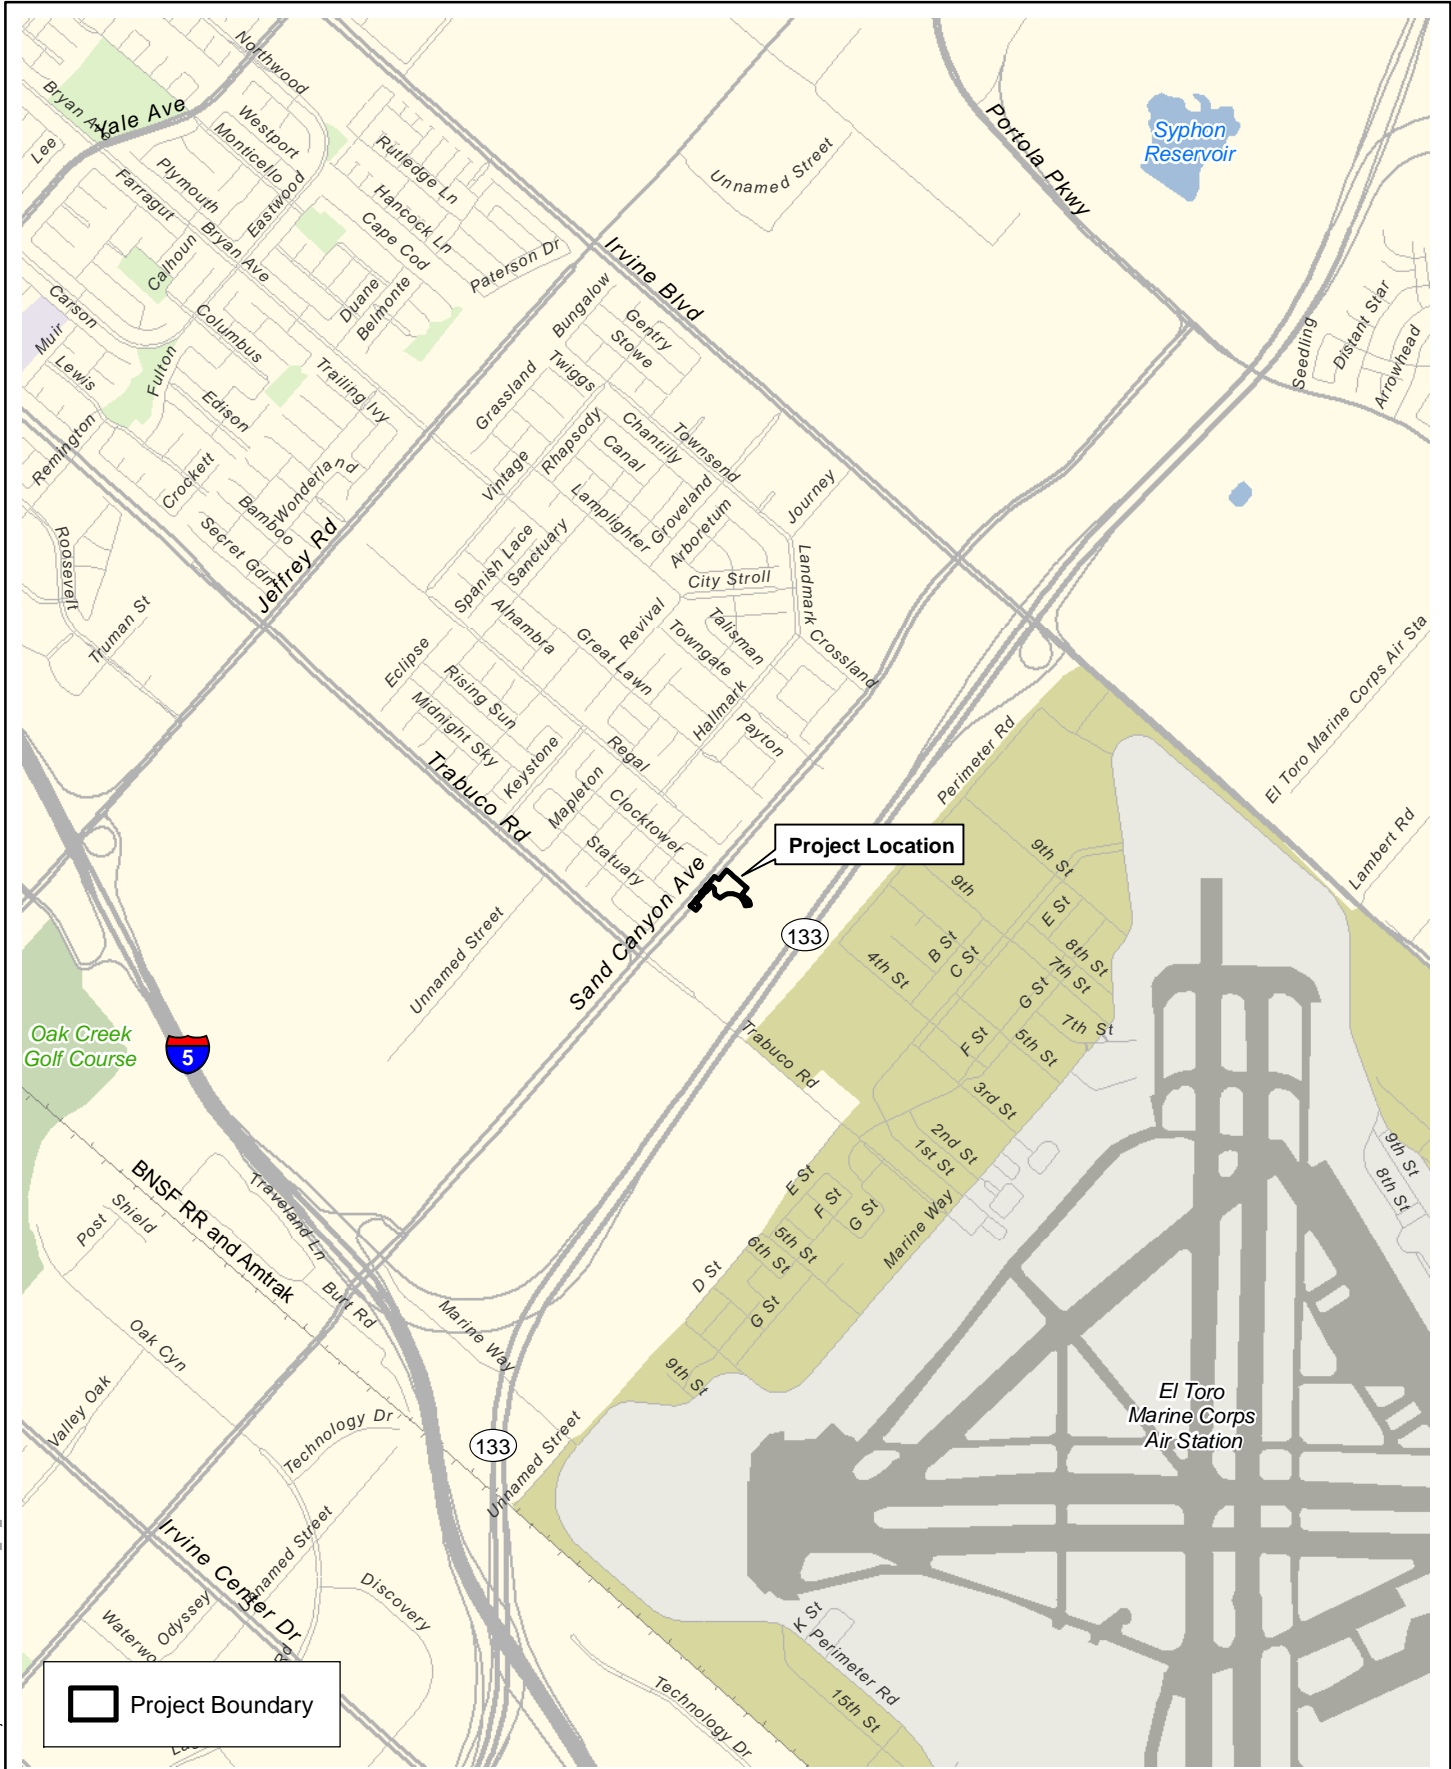 Northwood
Bryan Ave
Yale Ave
Westport
Monticello
Lee
Plymouth
Farragut
Eastwood
Rutledge Ln
Hancock Ln
Cape Cod
Paterson Dr
Bryan Ave
Calhoun
Duane
Belmonte
Carson
Muir
Columbus
Lewis
Fulton
Trailing Ivy
Edison
Remington
Crockett
Wonderland
Bamboo
Secret Gdn
Jeffrey Rd
Roosevelt
Truman St
Unnamed Street
Portola Pkwy
Syphon
Reservoir
Irvine Blvd
Bungalow
Gentry
Stowe
Twiggs
Grassland
Seedling
Distant Star
Arrowhead
Rhapsody
Chantilly
Townsend
Canal
Vintage
Lamplighter
Groveland
Arboretum
Journey
Spanish Lace
Sanctuary
City Stroll
Landmark
Alhambra
Revival
Talisman
Crossland
Great Lawn
Towngate
Eclipse
Rising Sun
Midnight Sky
Hallmark
Payton
Regal
Keystone
Mapleton
Clocktower
Statuary
Trabuco Rd
Perimeter Rd
El Toro Marine Corps Air Sta
Lambert Rd
Project Location
Sand Canyon Ave
Unnamed Street
133
9th St
9th
E St
B St
C St
8th St
7th St
4th St
G St
7th St
F St
5th St
Trabuco Rd
3rd St
2nd St
1st St
Oak Creek
Golf Course
5
9th St
8th St
BNSF RR and Amtrak
Traveland Ln
Shield
Post
Burt Rd
Marine Way
E St
F St
G St
5th St
6th St
Marine Way
D St
G St
9th St
Oak Cyn
Valley Oak
Technology Dr
133
Unnamed Street
El Toro
Marine Corps
Air Station
Irvine Center Dr
Unnamed Street
Odyssey
Discovery
Waterwo
Rd
K St
Perimeter Rd
15th St
Technology Dr
Project Boundary